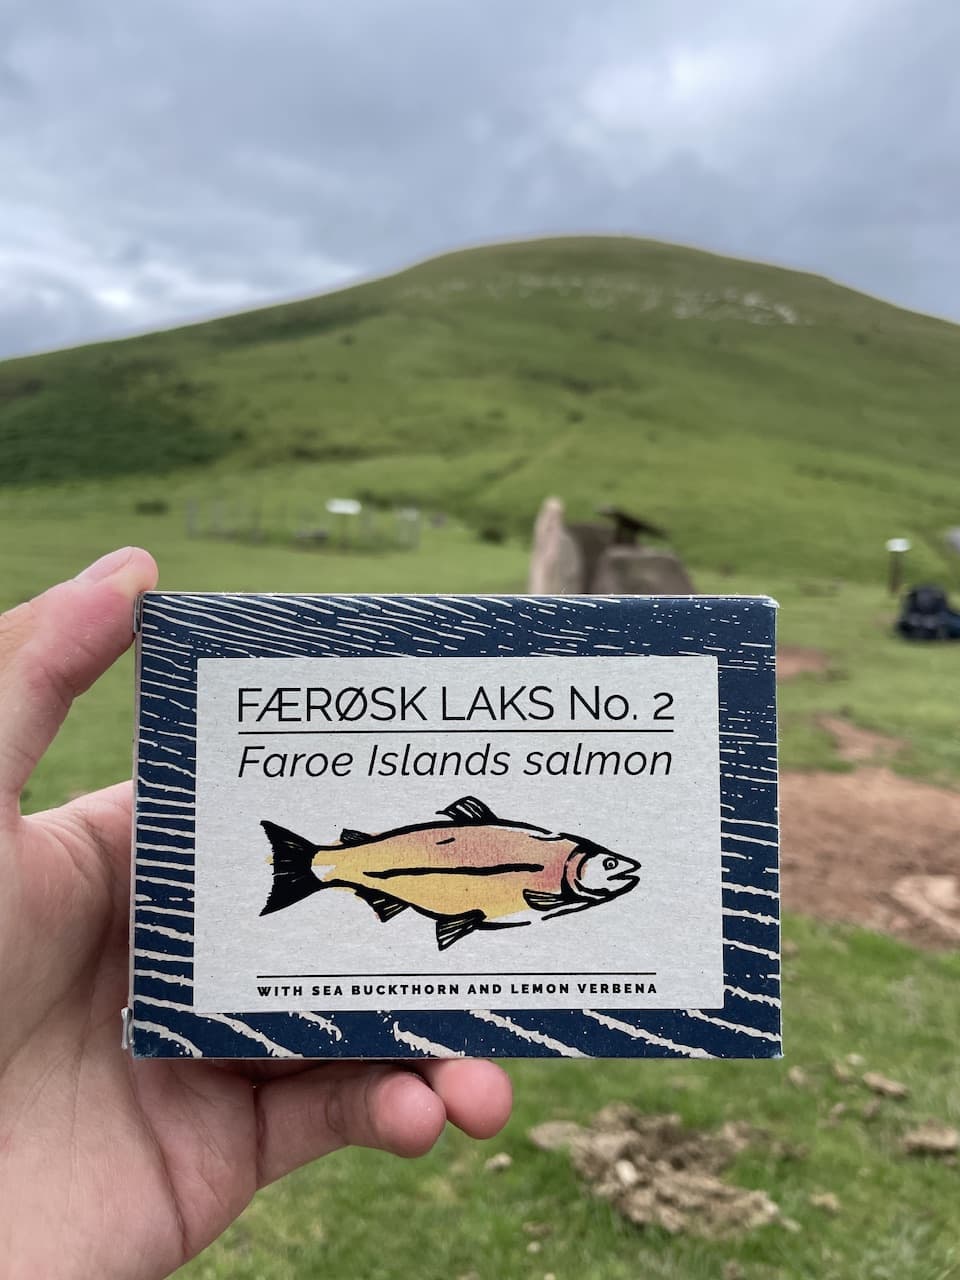 FÆRØSK LAKS No. 2
Faroe Islands salmon
WITH SEA BUCKTHORN AND LEMON VERBENA